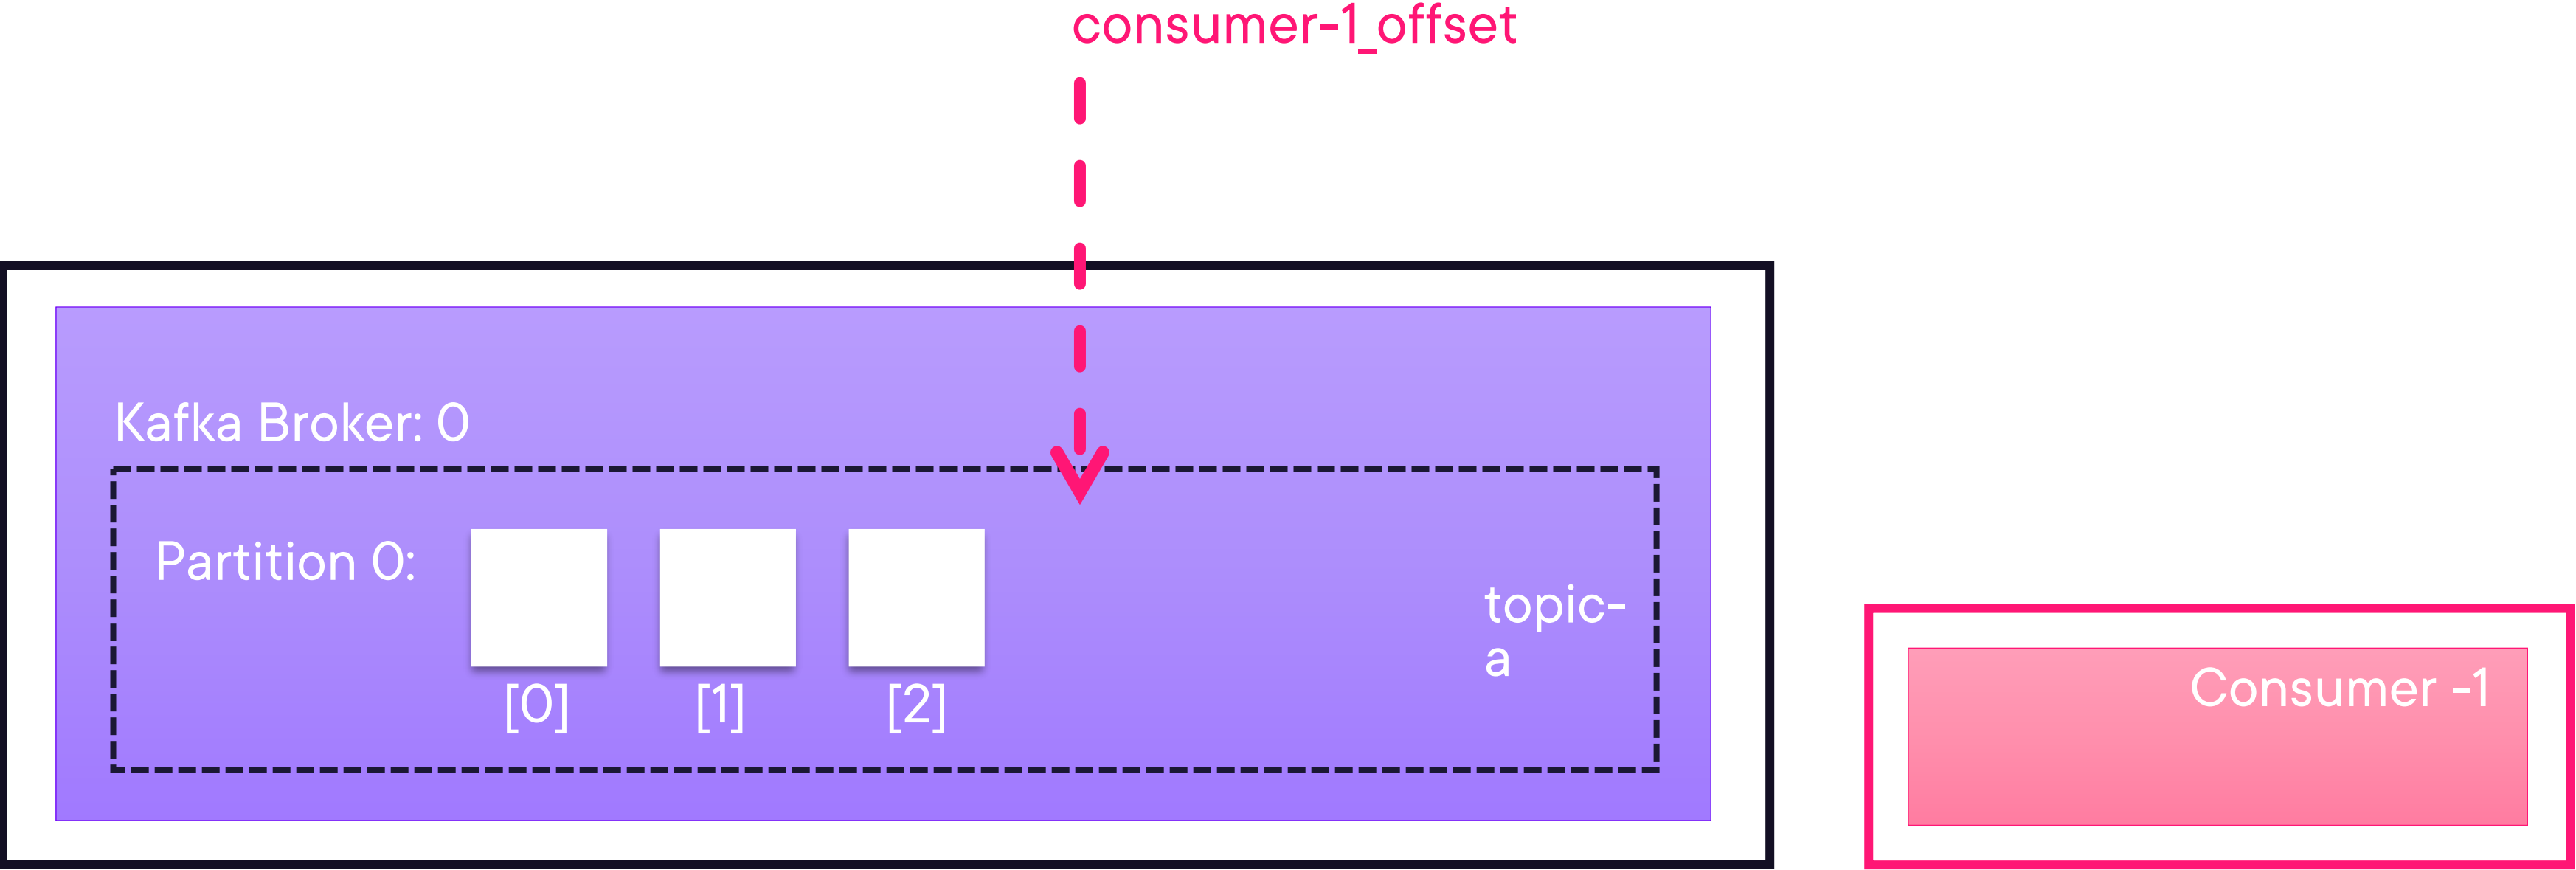 consumer-1_offset
Kafka Broker: 0
Partition 0:
topic-
a
[0]
[1]
[2]
Consumer -1